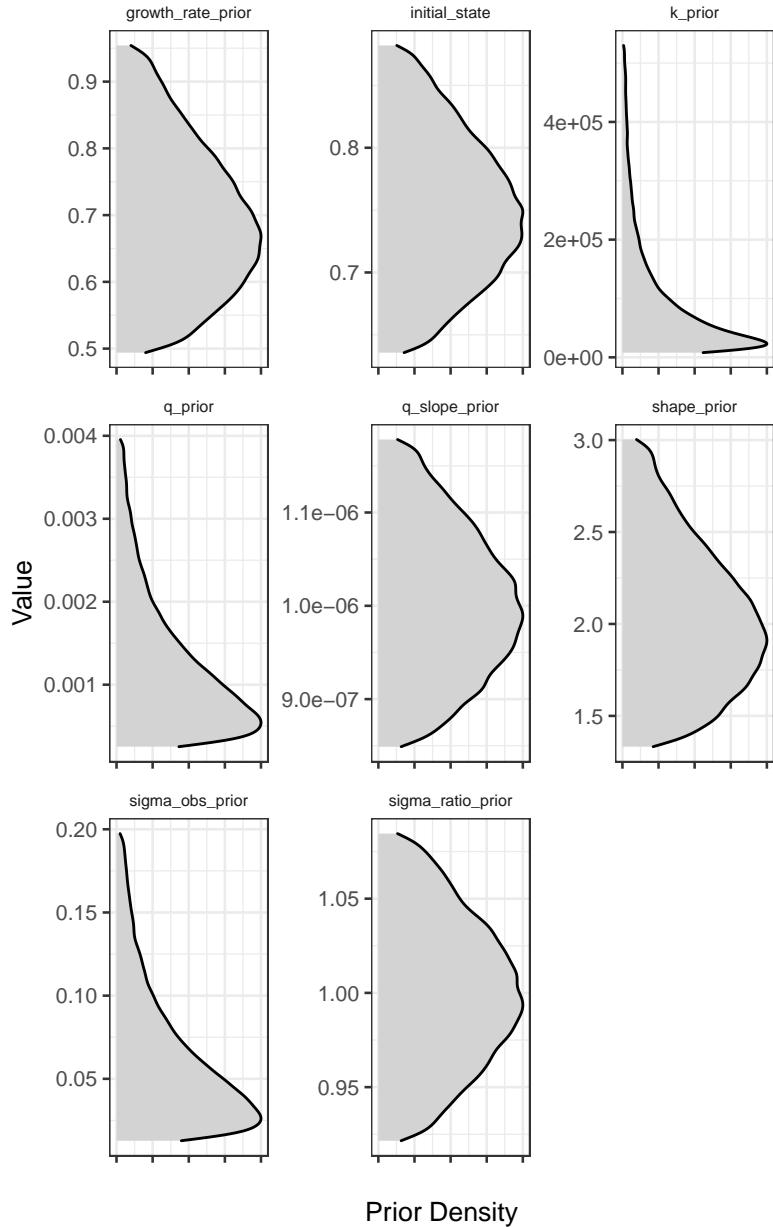 growth_rate_prior
initial_state
k_prior
0.9
0.8
0.7
0.6
0.5
0.8
0.7
4e+05
2e+05
0e+00
q_prior
q_slope_prior
shape_prior
0.004
0.003
0.002
0.001
1.1e-06
1.0e-06
9.0e-07
3.0
2.5
2.0
1.5
Value
sigma_obs_prior
sigma_ratio_prior
0.20
0.15
0.10
0.05
1.05
1.00
0.95
Prior Density